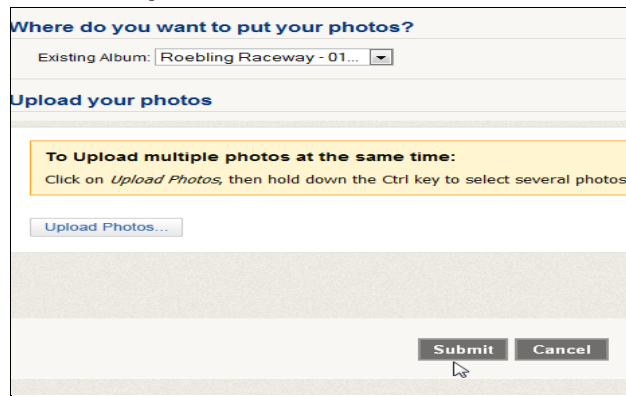 Where do you want to put your photos?
Existing Album: Roebling Raceway - 01...
Upload your photos
To Upload multiple photos at the same time:
Click on Upload Photos, then hold down the Ctrl key to select several photos
Upload Photos...
Submit Cancel